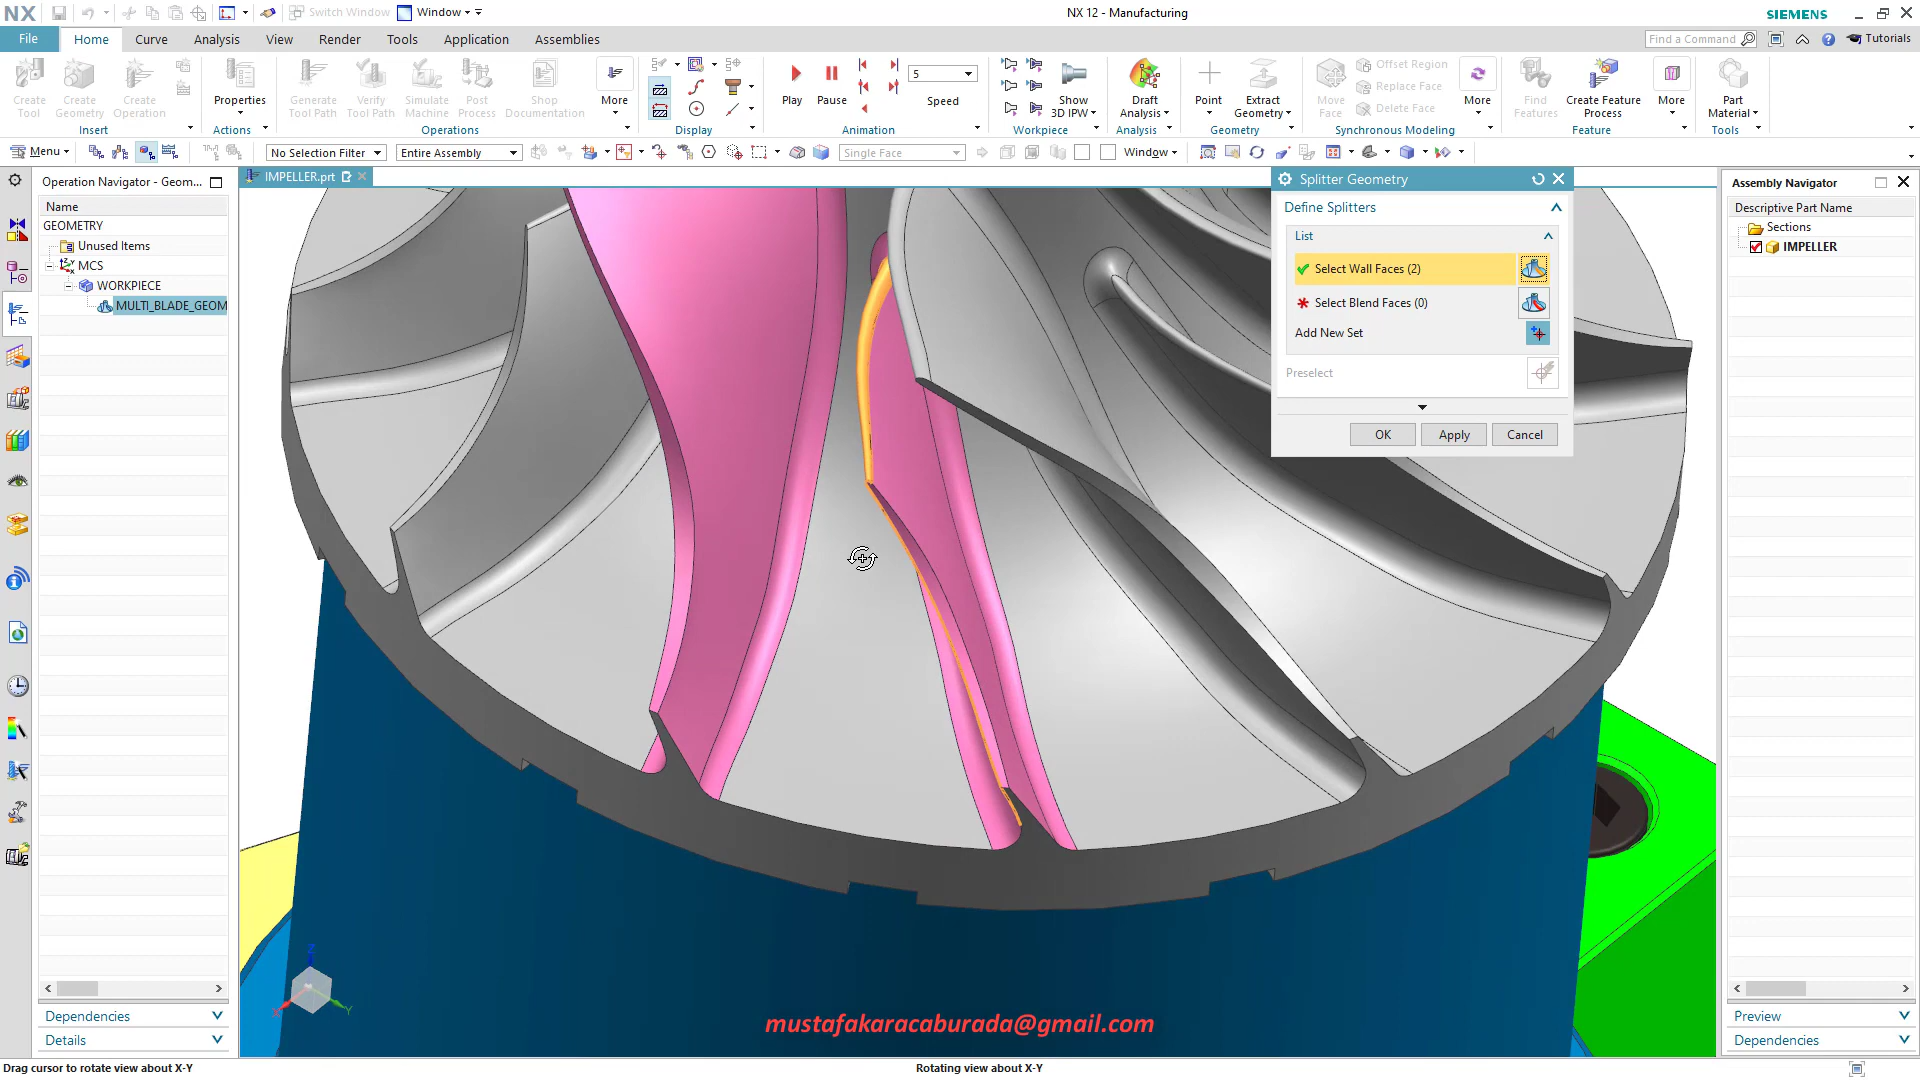 NX
Switch Window
Window
NX 12 - Manufacturing
SIEMENS
File
Home
Curve
Analysis
View
Render
Tools
Application
Assemblies
Find a Command
Tutorials
Create Tool
Create Geometry
Create Operation
Properties
Generate Tool Path
Verify Tool Path
Simulate Machine
Post Process
Shop Documentation
More
Play
Pause
5
Speed
Show 3D IPW
Draft Analysis
Point
Extract Geometry
Move Face
Offset Region
Replace Face
Delete Face
More
Find Features
Create Feature Process
More
Part Material
Insert
Actions
Operations
Display
Animation
Workpiece
Analysis
Geometry
Synchronous Modeling
Feature
Tools
Menu
No Selection Filter
Entire Assembly
Single Face
Window
Operation Navigator - Geom...
IMPELLER.prt
Name
GEOMETRY
Unused Items
MCS
WORKPIECE
MULTI_BLADE_GEOM
Dependencies
Details
Splitter Geometry
Define Splitters
List
Select Wall Faces (2)
Select Blend Faces (0)
Add New Set
Preselect
OK
Apply
Cancel
Assembly Navigator
Descriptive Part Name
Sections
IMPELLER
Preview
Dependencies
Z
X
Y
mustafakaracaburada@gmail.com
Drag cursor to rotate view about X-Y
Rotating view about X-Y